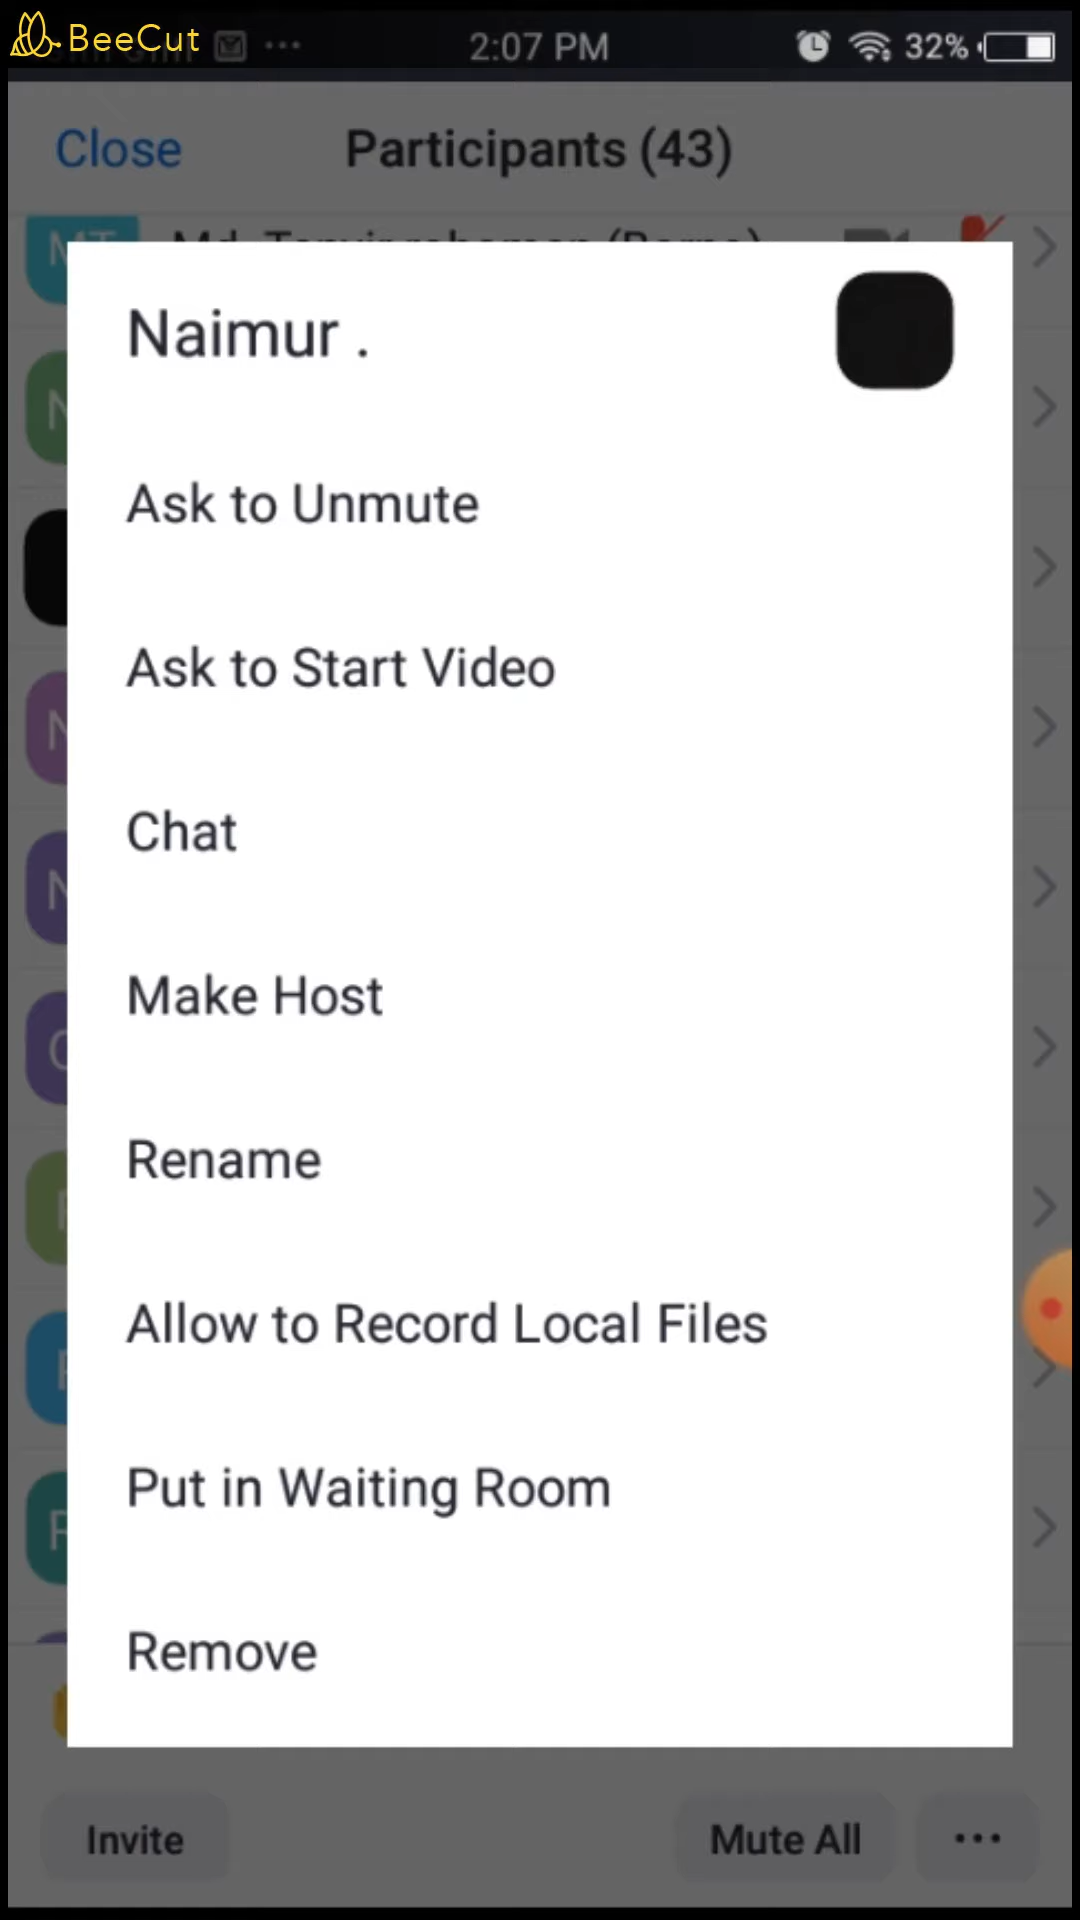 BeeCut
2:07 PM
32%
Close
Participants (43)
MT
Naimur .
Ask to Unmute
Ask to Start Video
Chat
Make Host
Rename
Allow to Record Local Files
Put in Waiting Room
Remove
Invite
Mute All